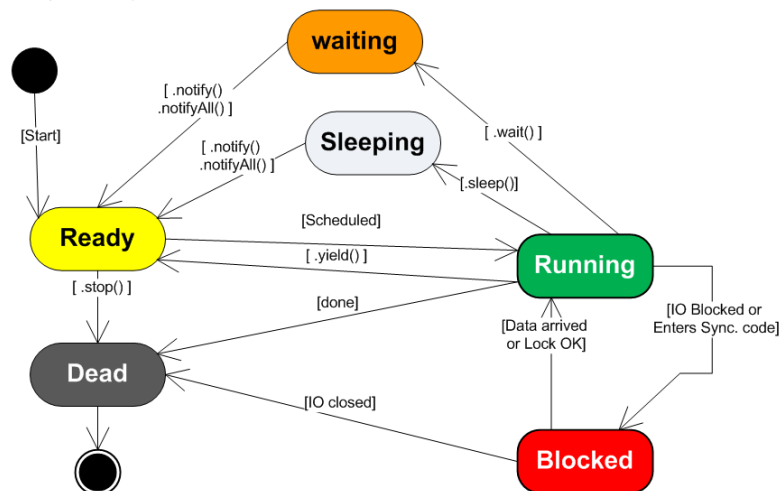 waiting
[ .notify()
.notifyAll() ]
[Start]
[ .wait() ]
Sleeping
[ .notify()
.notifyAll() ]
[.sleep()]
Ready
[Scheduled]
[ .yield() ]
Running
[ .stop() ]
[done]
[Data arrived
or Lock OK]
[IO Blocked or
Enters Sync. code]
Dead
[IO closed]
Blocked